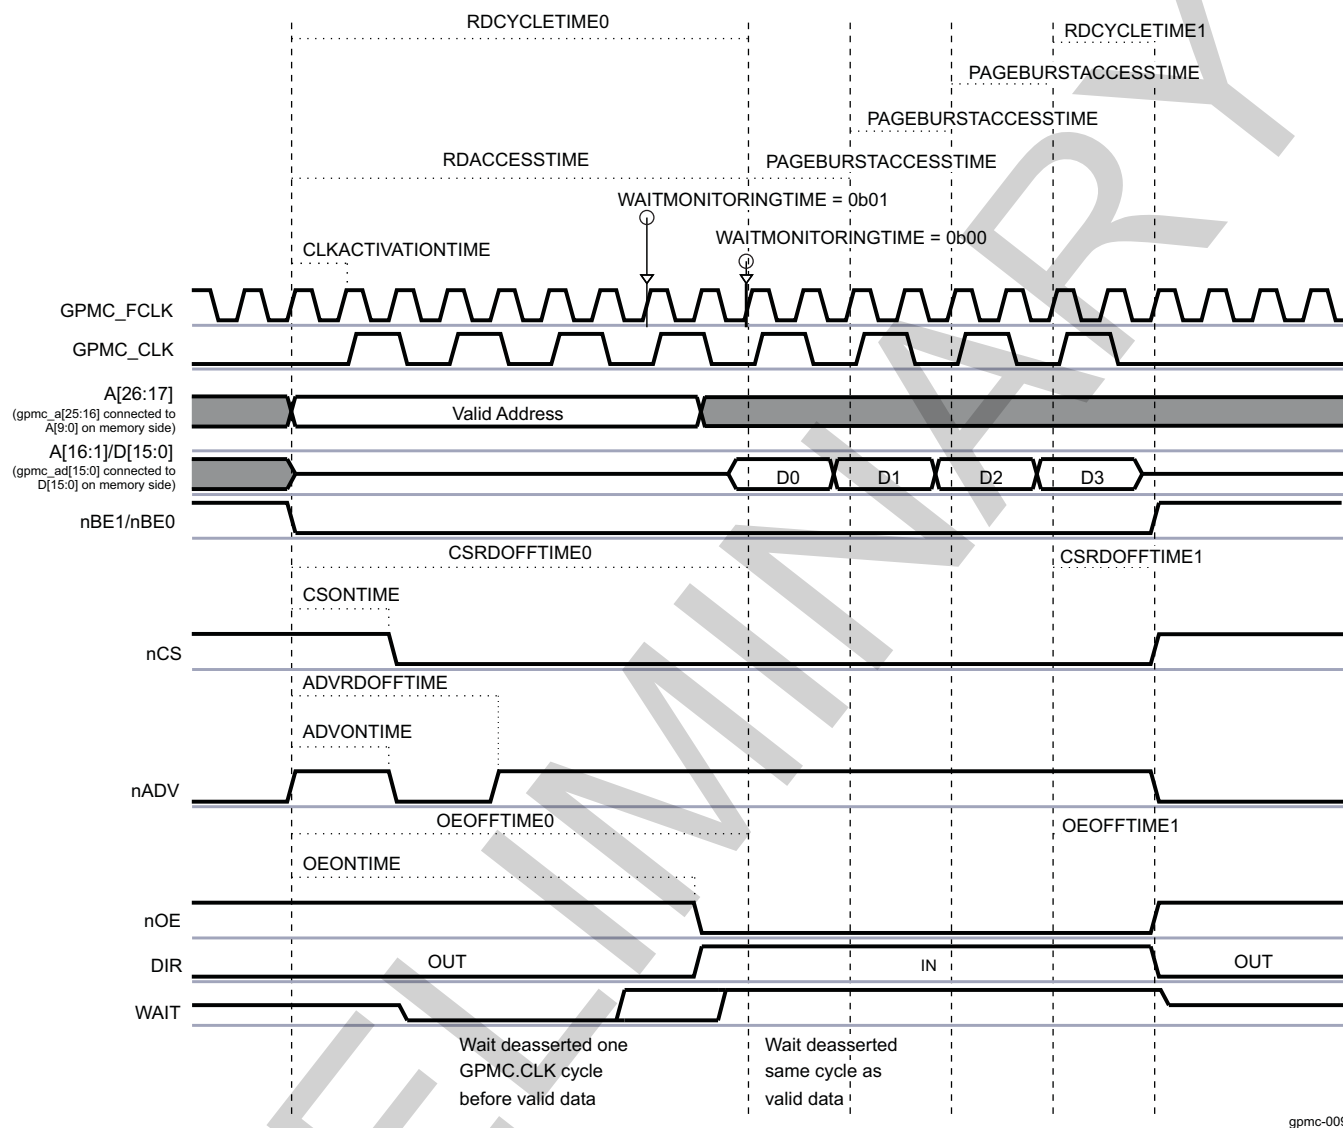 RDCYCLETIME0
RDCYCLETIME1
PAGEBURSTACCESSTIME
PAGEBURSTACCESSTIME
RDACCESSTIME
PAGEBURSTACCESSTIME
WAITMONITORINGTIME = 0b01
WAITMONITORINGTIME = 0b00
CLKACTIVATIONTIME
GPMC_FCLK
GPMC_CLK
A[26:17]
(gpmc_a[25:16] connected to
A[9:0] on memory side)
Valid Address
A[16:1]/D[15:0]
(gpmc_ad[15:0] connected to
D[15:0] on memory side)
D0
D1
D2
D3
nBE1/nBE0
CSRDOFFTIME0
CSRDOFFTIME1
CSONTIME
nCS
ADVRDOFFTIME
ADVONTIME
nADV
OEOFFTIME0
OEOFFTIME1
OEONTIME
nOE
DIR
OUT
IN
OUT
WAIT
Wait deasserted one
GPMC.CLK cycle
before valid data
Wait deasserted
same cycle as
valid data